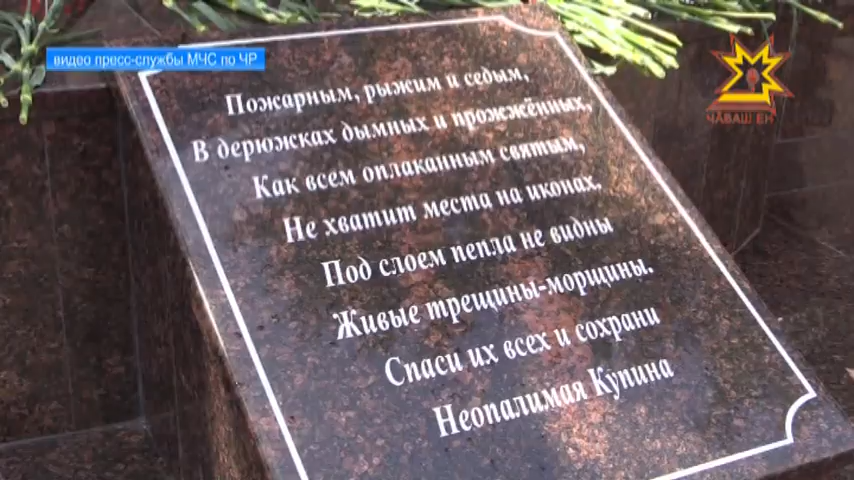 видео пресс-службы МЧС по ЧР
ЧӐВАШ ЕН
Пожарным, рыжим и седым,
В дерюжках дымных и прожжённых,
Как всем оплаканным святым,
Не хватит места на иконах.
Под слоем пепла не видны
Живые трещины-морщины.
Спаси их всех и сохрани
Неопалимая Купина